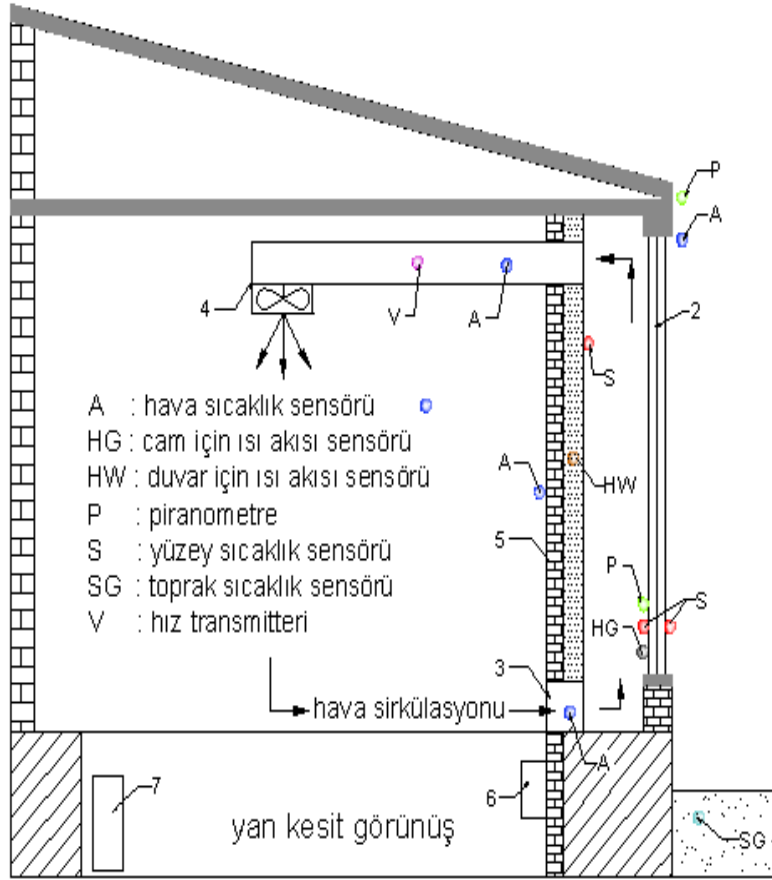 P
A
2
4
V
A
S
A : hava sıcaklık sensörü
HG : cam için ısı akısı sensörü
HW : duvar için ısı akısı sensörü
P : piranometre
S : yüzey sıcaklık sensörü
SG : toprak sıcaklık sensörü
V : hız transmitteri
A
HW
5
P
S
HG
3
hava sirkülasyonu
A
7
6
yan kesit görünüş
SG